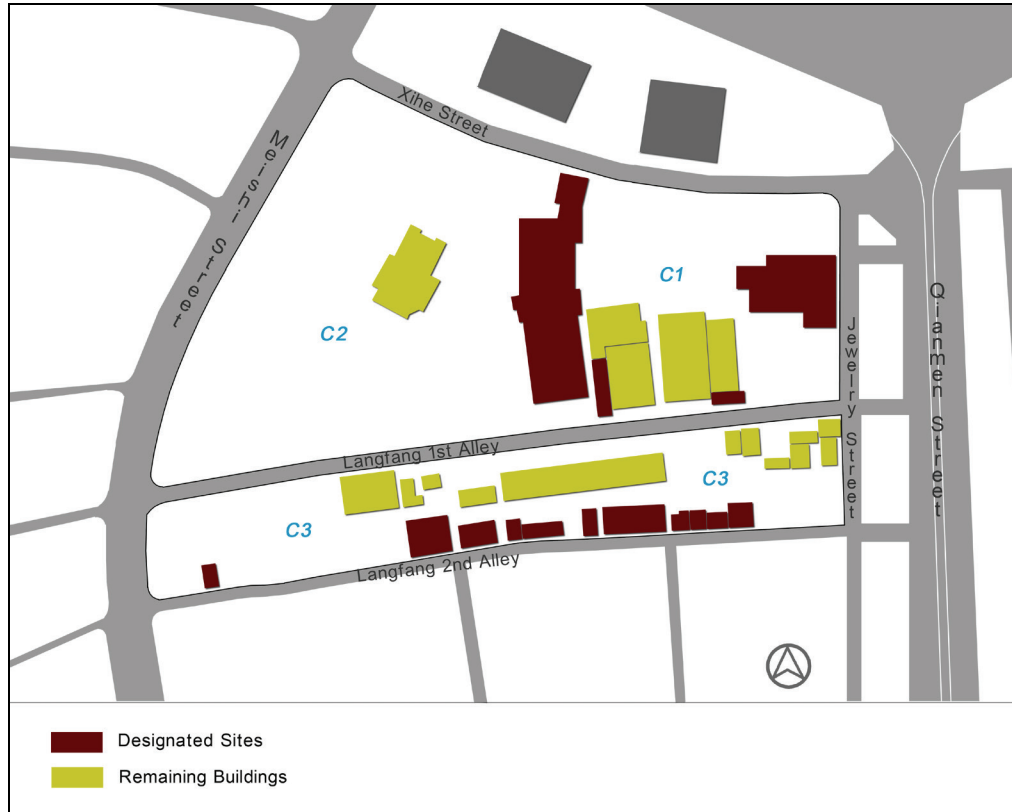 Xihe Street
Meishi Street
C1
C2
Qianmen Street
Jewelry Street
Langfang 1st Alley
C3
C3
Langfang 2nd Alley
Designated Sites
Remaining Buildings